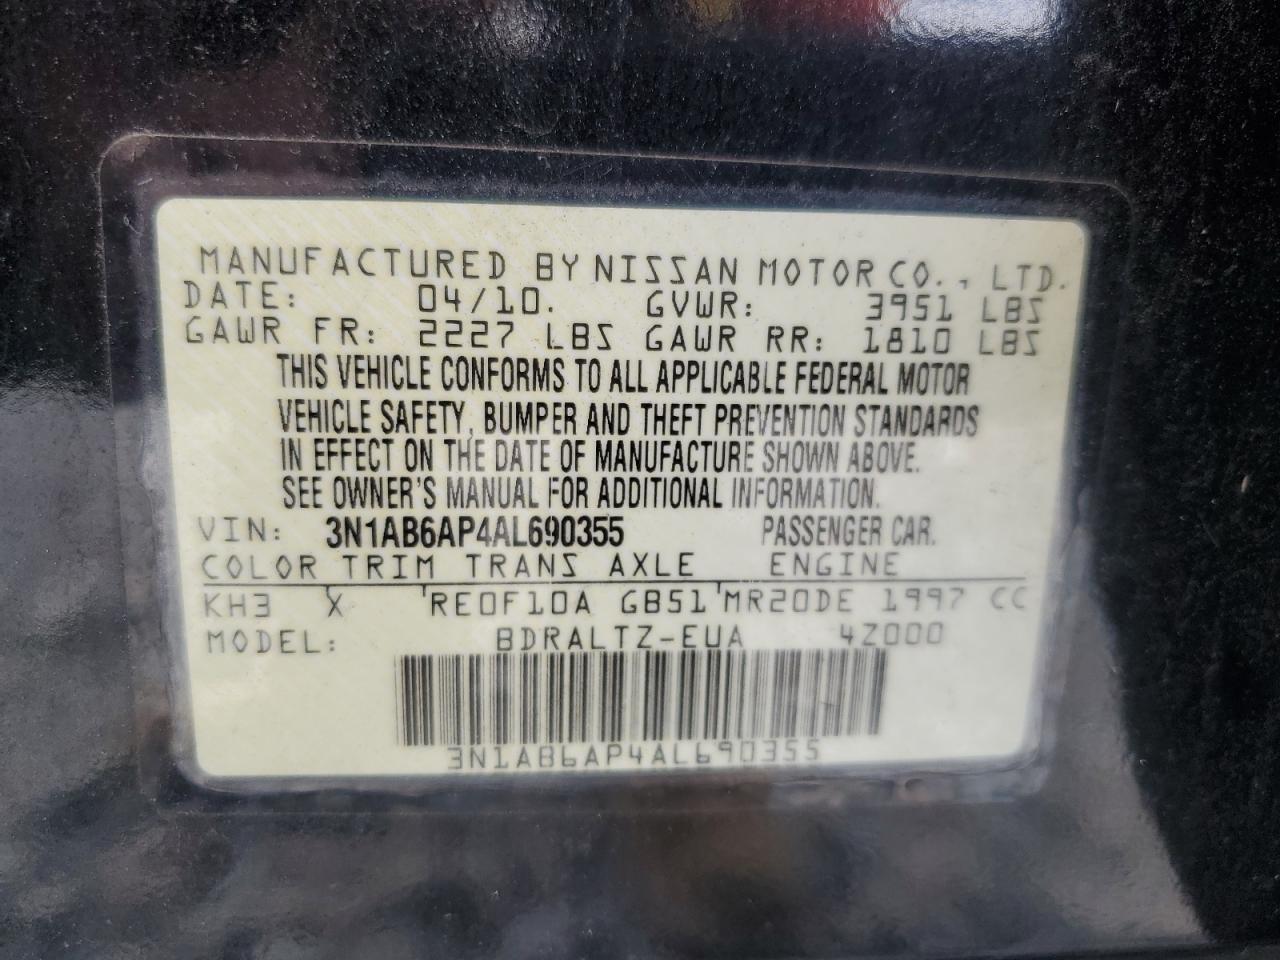 MANUFACTURED BY NISSAN MOTOR CO., LTD.
DATE: 04/10. GVWR: 3951 LBS
GAWR FR: 2227 LBS GAWR RR: 1810 LBS
THIS VEHICLE CONFORMS TO ALL APPLICABLE FEDERAL MOTOR
VEHICLE SAFETY, BUMPER AND THEFT PREVENTION STANDARDS
IN EFFECT ON THE DATE OF MANUFACTURE SHOWN ABOVE.
SEE OWNER'S MANUAL FOR ADDITIONAL INFORMATION.
VIN: 3N1AB6AP4AL690355 PASSENGER CAR.
COLOR TRIM TRANS AXLE ENGINE
KH3 X 'RE0F10A GB51'MR20DE 1997 CC
MODEL: BDRALTZ-EUA 4Z000
3N1AB6AP4AL690355